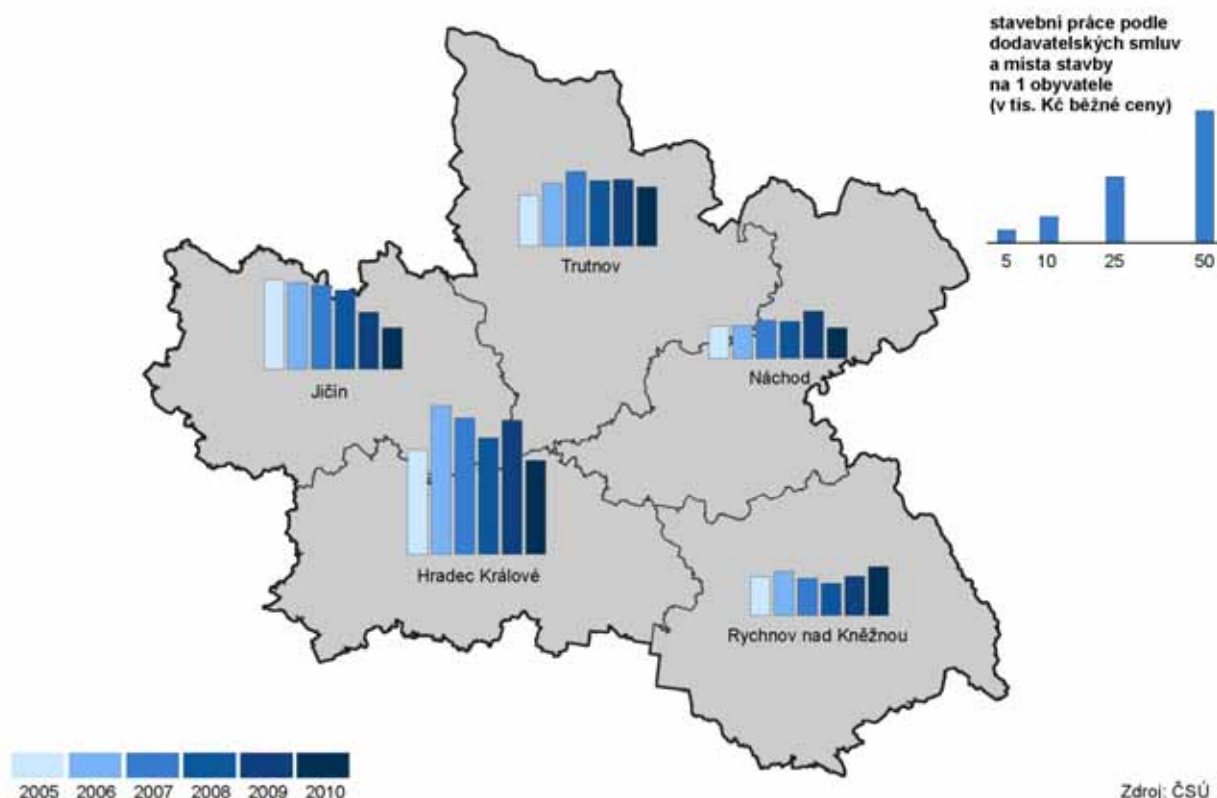 stavební práce podle
dodavatelských smluv
a místa stavby
na 1 obyvatele
(v tis. Kč běžné ceny)
5 10 25 50
Trutnov
Jičín
Náchod
Hradec Králové
Rychnov nad Kněžnou
2005 2006 2007 2008 2009 2010
Zdroj: ČSÚ